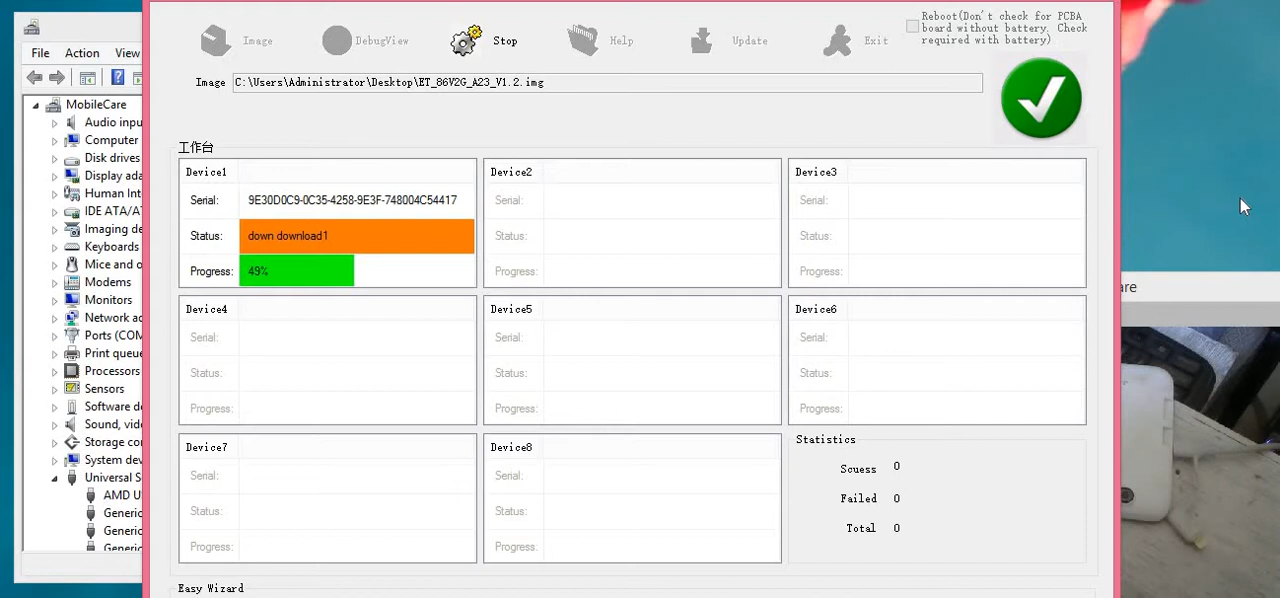 Image
DebugView
Stop
Help
Update
Exit
Reboot(Don't check for PCBA
board without battery. Check
required with battery)
File Action View
Image C:\Users\Administrator\Desktop\ET_86V2G_A23_V1.2.img
MobileCare
Audio inpu
Computer
Disk drives
Display ada
Human Int
IDE ATA/AT
Imaging de
Keyboards
Mice and o
Modems
Monitors
Network ac
Ports (COM
Print queue
Processors
Sensors
Software d
Sound, vid
Storage co
System dev
Universal S
AMD U
Generic
Generic
Generic
工作台
Device1
Serial: 9E30D0C9-0C35-4258-9E3F-748004C54417
Status: down download1
Progress: 49%
Device2
Serial:
Status:
Progress:
Device3
Serial:
Status:
Progress:
Device4
Serial:
Status:
Progress:
Device5
Serial:
Status:
Progress:
Device6
Serial:
Status:
Progress:
Device7
Serial:
Status:
Progress:
Device8
Serial:
Status:
Progress:
Statistics
Scuess 0
Failed 0
Total 0
Easy Wizard
are